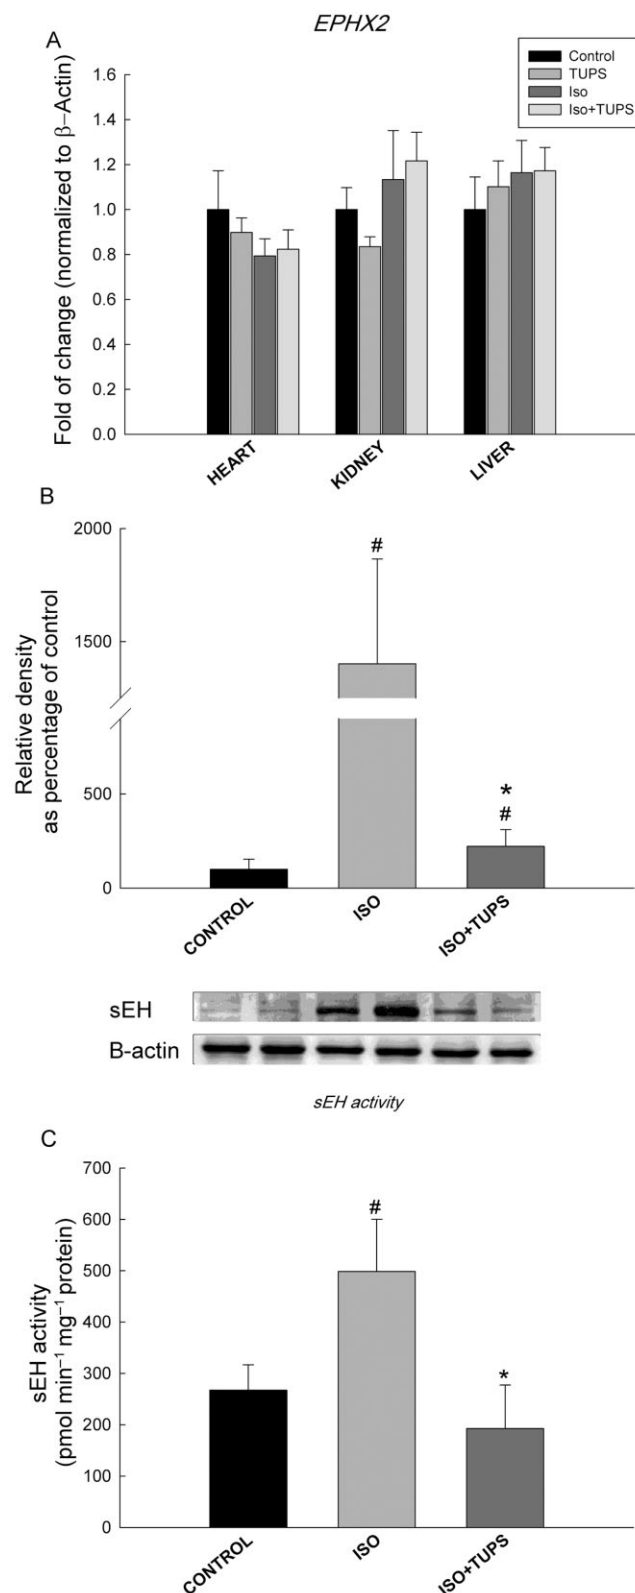 EPHX2
A
Control
TUPS
Iso
Iso+TUPS
Fold of change (normalized to β–Actin)
1.6
1.4
1.2
1.0
0.8
0.6
0.4
0.2
0.0
HEART
KIDNEY
LIVER
B
#
*
#
Relative density
as percentage of control
2000
1500
500
0
CONTROL
ISO
ISO+TUPS
sEH
B-actin
sEH activity
C
#
*
sEH activity
(pmol min⁻¹ mg⁻¹ protein)
700
600
500
400
300
200
100
0
CONTROL
ISO
ISO+TUPS